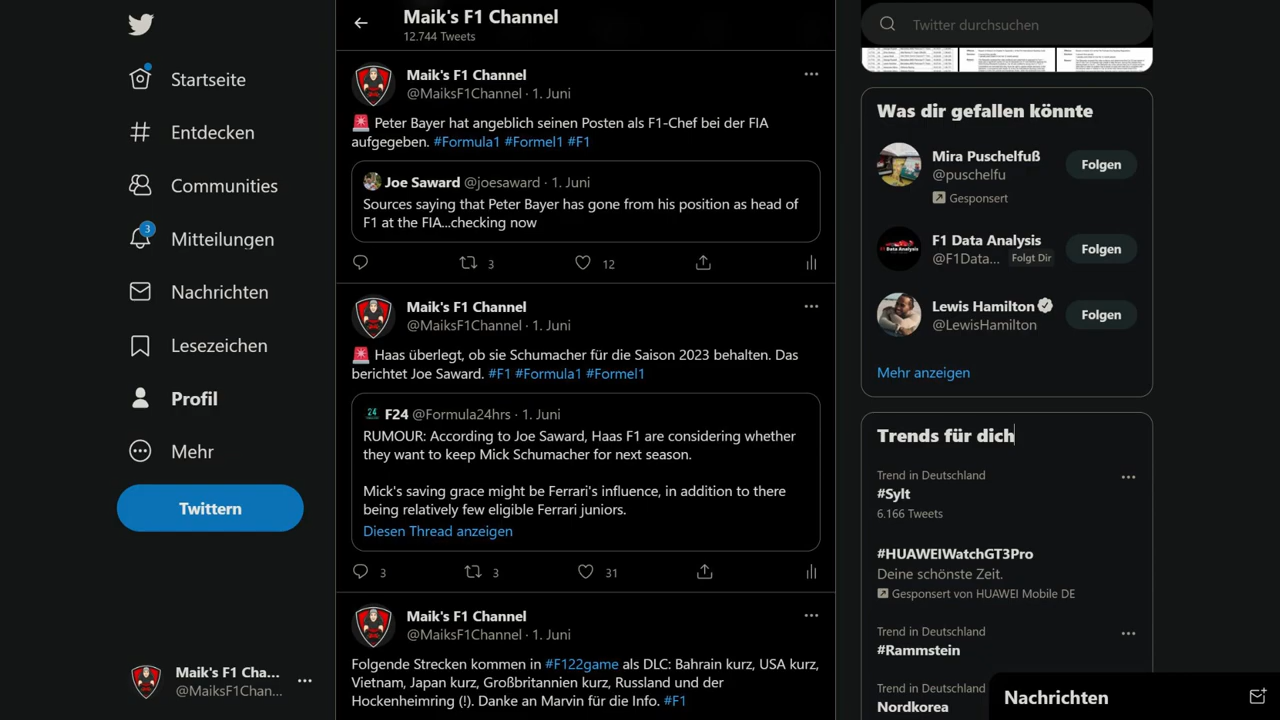 Startseite
Entdecken
Communities
3
Mitteilungen
Nachrichten
Lesezeichen
Profil
Mehr
Twittern
Maik's F1 Cha...
@MaiksF1Chan...
Maik's F1 Channel
12.744 Tweets
Maik's F1 Channel
@MaiksF1Channel · 1. Juni
Peter Bayer hat angeblich seinen Posten als F1-Chef bei der FIA
aufgegeben. #Formula1 #Formel1 #F1
Joe Saward @joesaward · 1. Juni
Sources saying that Peter Bayer has gone from his position as head of
F1 at the FIA...checking now
3 12
Maik's F1 Channel
@MaiksF1Channel · 1. Juni
Haas überlegt, ob sie Schumacher für die Saison 2023 behalten. Das
berichtet Joe Saward. #F1 #Formula1 #Formel1
24 F24 @Formula24hrs · 1. Juni
RUMOUR: According to Joe Saward, Haas F1 are considering whether
they want to keep Mick Schumacher for next season.
Mick's saving grace might be Ferrari's influence, in addition to there
being relatively few eligible Ferrari juniors.
Diesen Thread anzeigen
3 3 31
Maik's F1 Channel
@MaiksF1Channel · 1. Juni
Folgende Strecken kommen in #F122game als DLC: Bahrain kurz, USA kurz,
Vietnam, Japan kurz, Großbritannien kurz, Russland und der
Hockenheimring (!). Danke an Marvin für die Info. #F1
Twitter durchsuchen
Was dir gefallen könnte
Mira Puschelfuß
@puschelfu
Gesponsert
Folgen
F1 Data Analysis
@F1Data... Folgt Dir
Folgen
Lewis Hamilton
@LewisHamilton
Folgen
Mehr anzeigen
Trends für dich
Trend in Deutschland
#Sylt
6.166 Tweets
#HUAWEIWatchGT3Pro
Deine schönste Zeit.
Gesponsert von HUAWEI Mobile DE
Trend in Deutschland
#Rammstein
Trend in Deutschland
Nordkorea
Nachrichten